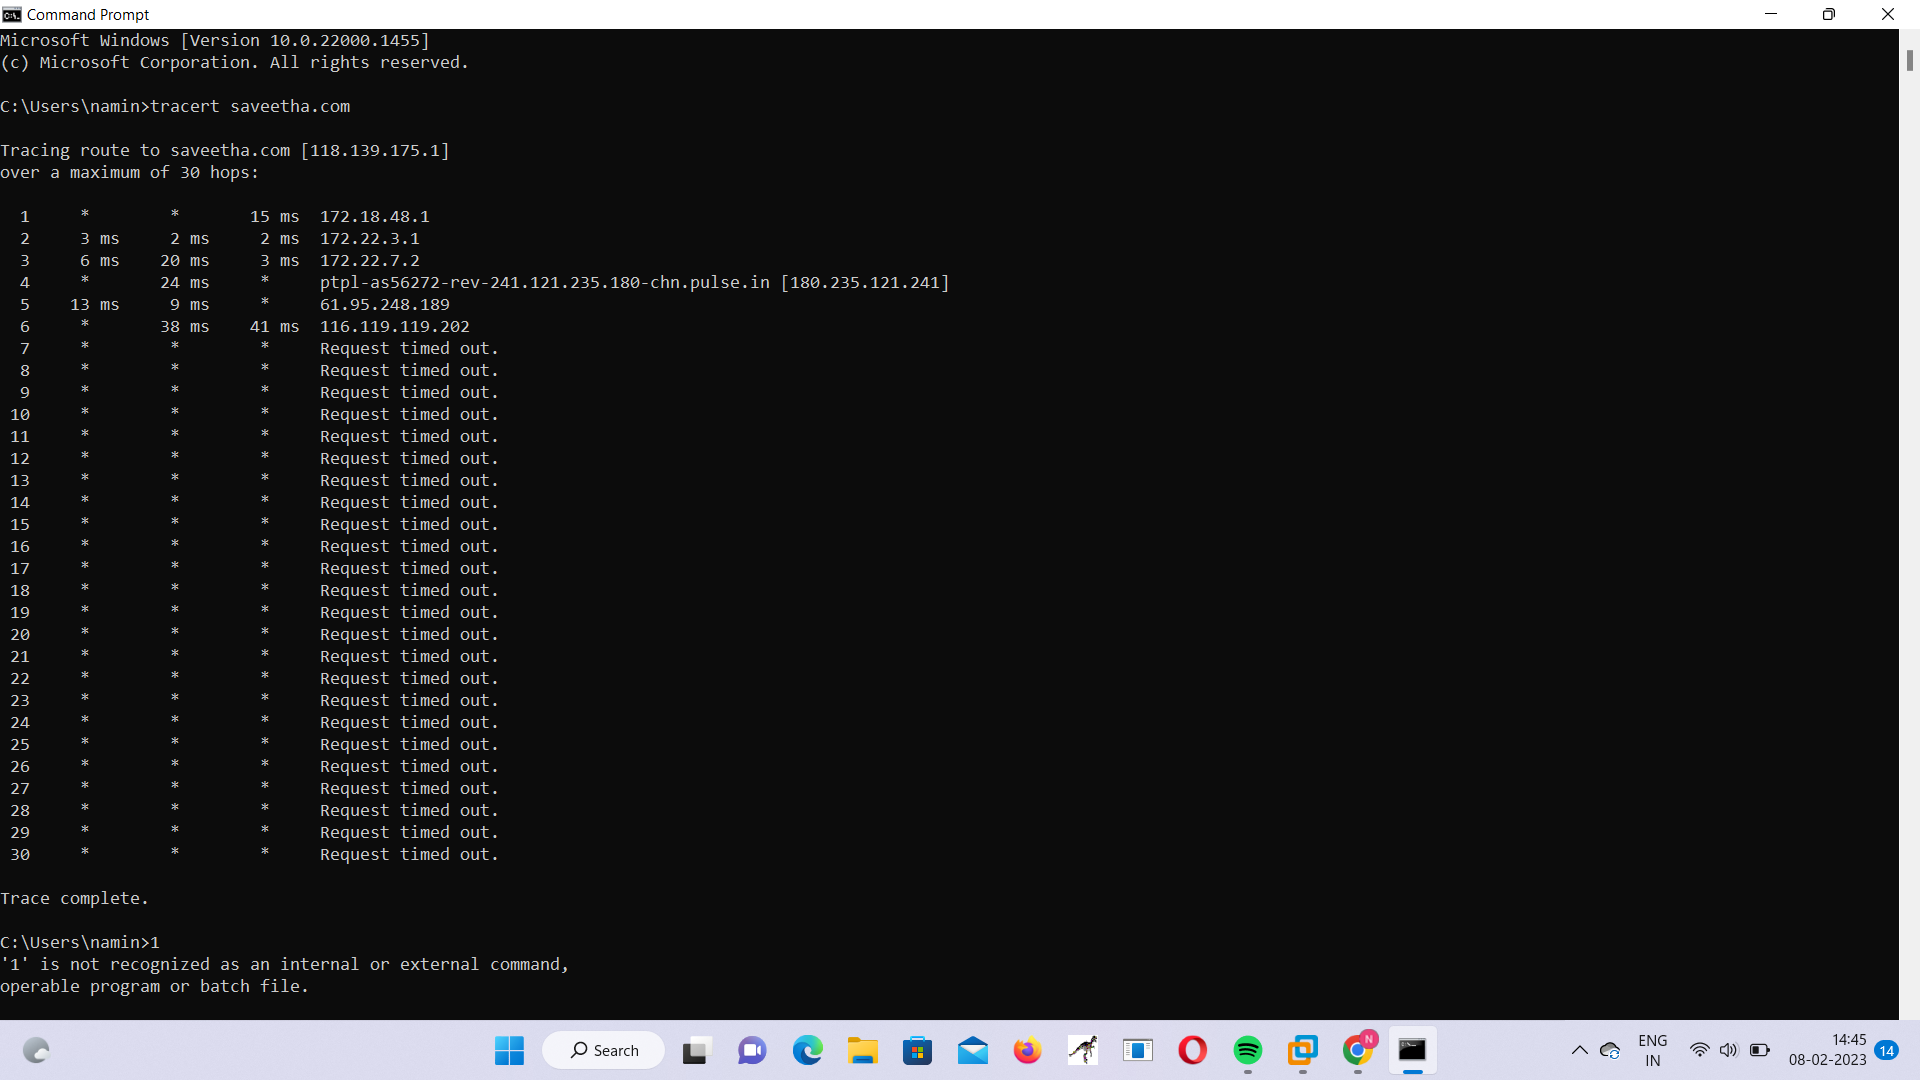 Command Prompt
Microsoft Windows [Version 10.0.22000.1455]
(c) Microsoft Corporation. All rights reserved.
C:\Users\namin>tracert saveetha.com
Tracing route to saveetha.com [118.139.175.1]
over a maximum of 30 hops:
1 * * 15 ms 172.18.48.1
2 3 ms 2 ms 2 ms 172.22.3.1
3 6 ms 20 ms 3 ms 172.22.7.2
4 * 24 ms * ptpl-as56272-rev-241.121.235.180-chn.pulse.in [180.235.121.241]
5 13 ms 9 ms * 61.95.248.189
6 * 38 ms 41 ms 116.119.119.202
7 * * * Request timed out.
8 * * * Request timed out.
9 * * * Request timed out.
10 * * * Request timed out.
11 * * * Request timed out.
12 * * * Request timed out.
13 * * * Request timed out.
14 * * * Request timed out.
15 * * * Request timed out.
16 * * * Request timed out.
17 * * * Request timed out.
18 * * * Request timed out.
19 * * * Request timed out.
20 * * * Request timed out.
21 * * * Request timed out.
22 * * * Request timed out.
23 * * * Request timed out.
24 * * * Request timed out.
25 * * * Request timed out.
26 * * * Request timed out.
27 * * * Request timed out.
28 * * * Request timed out.
29 * * * Request timed out.
30 * * * Request timed out.
Trace complete.
C:\Users\namin>1
'1' is not recognized as an internal or external command,
operable program or batch file.
Search
N
ENG
IN
14:45
08-02-2023
14